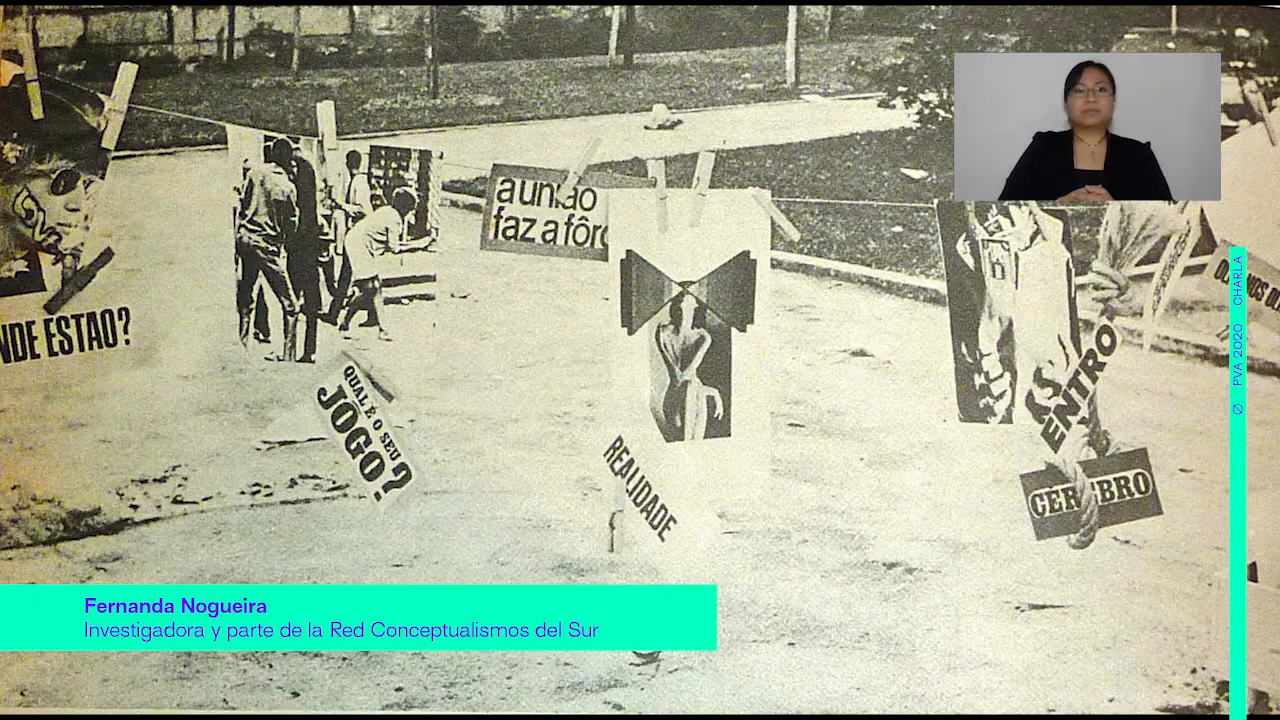 a união
faz a fôr
NDE ESTAO?
QUAL É O SEU
JOGO?
REALIDADE
ENTRO
CEREBRO
Fernanda Nogueira
Investigadora y parte de la Red Conceptualismos del Sur
Ø PVA 2020 CHARLA